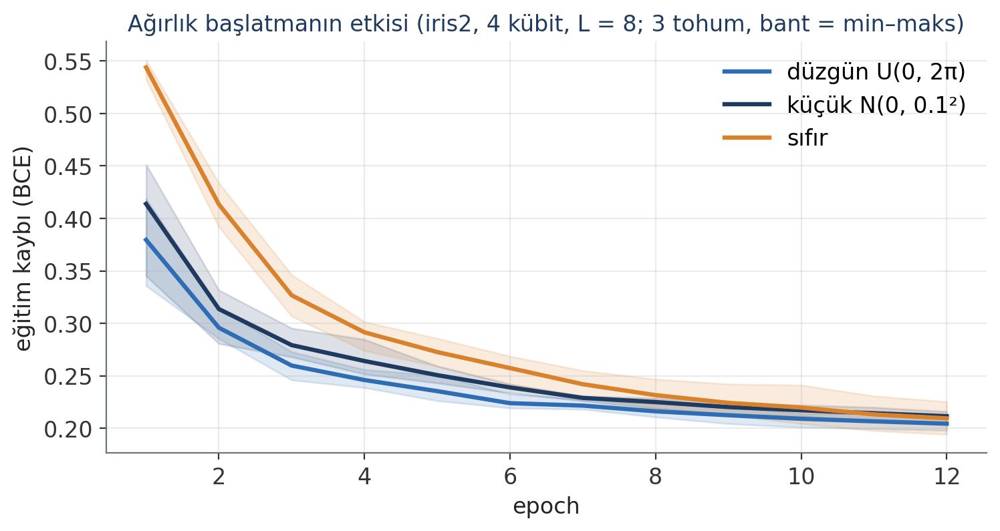 Ağırlık başlatmanın etkisi (iris2, 4 kübit, L = 8; 3 tohum, bant = min–maks)
düzgün U(0, 2π)
küçük N(0, 0.1²)
sıfır
eğitim kaybı (BCE)
0.55
0.50
0.45
0.40
0.35
0.30
0.25
0.20
2
4
6
8
10
12
epoch